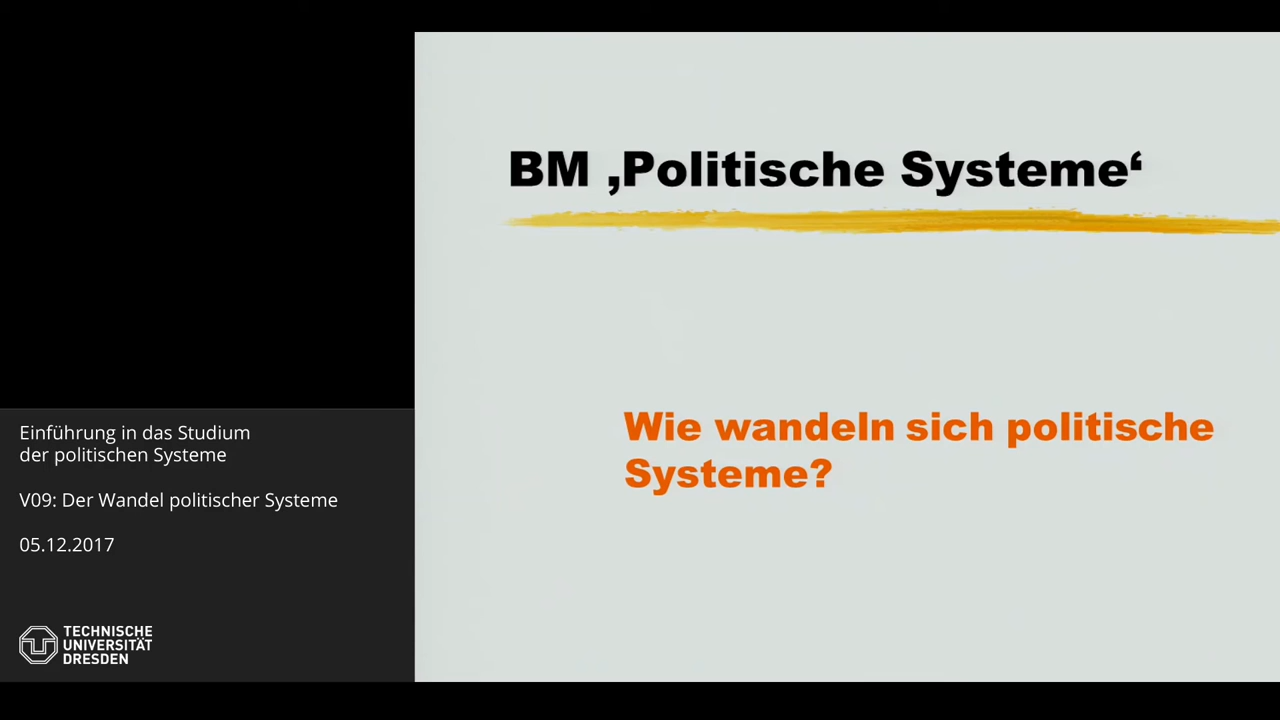 BM ‚Politische Systeme‘
Wie wandeln sich politische
Systeme?
Einführung in das Studium
der politischen Systeme
V09: Der Wandel politischer Systeme
05.12.2017
TECHNISCHE
UNIVERSITÄT
DRESDEN